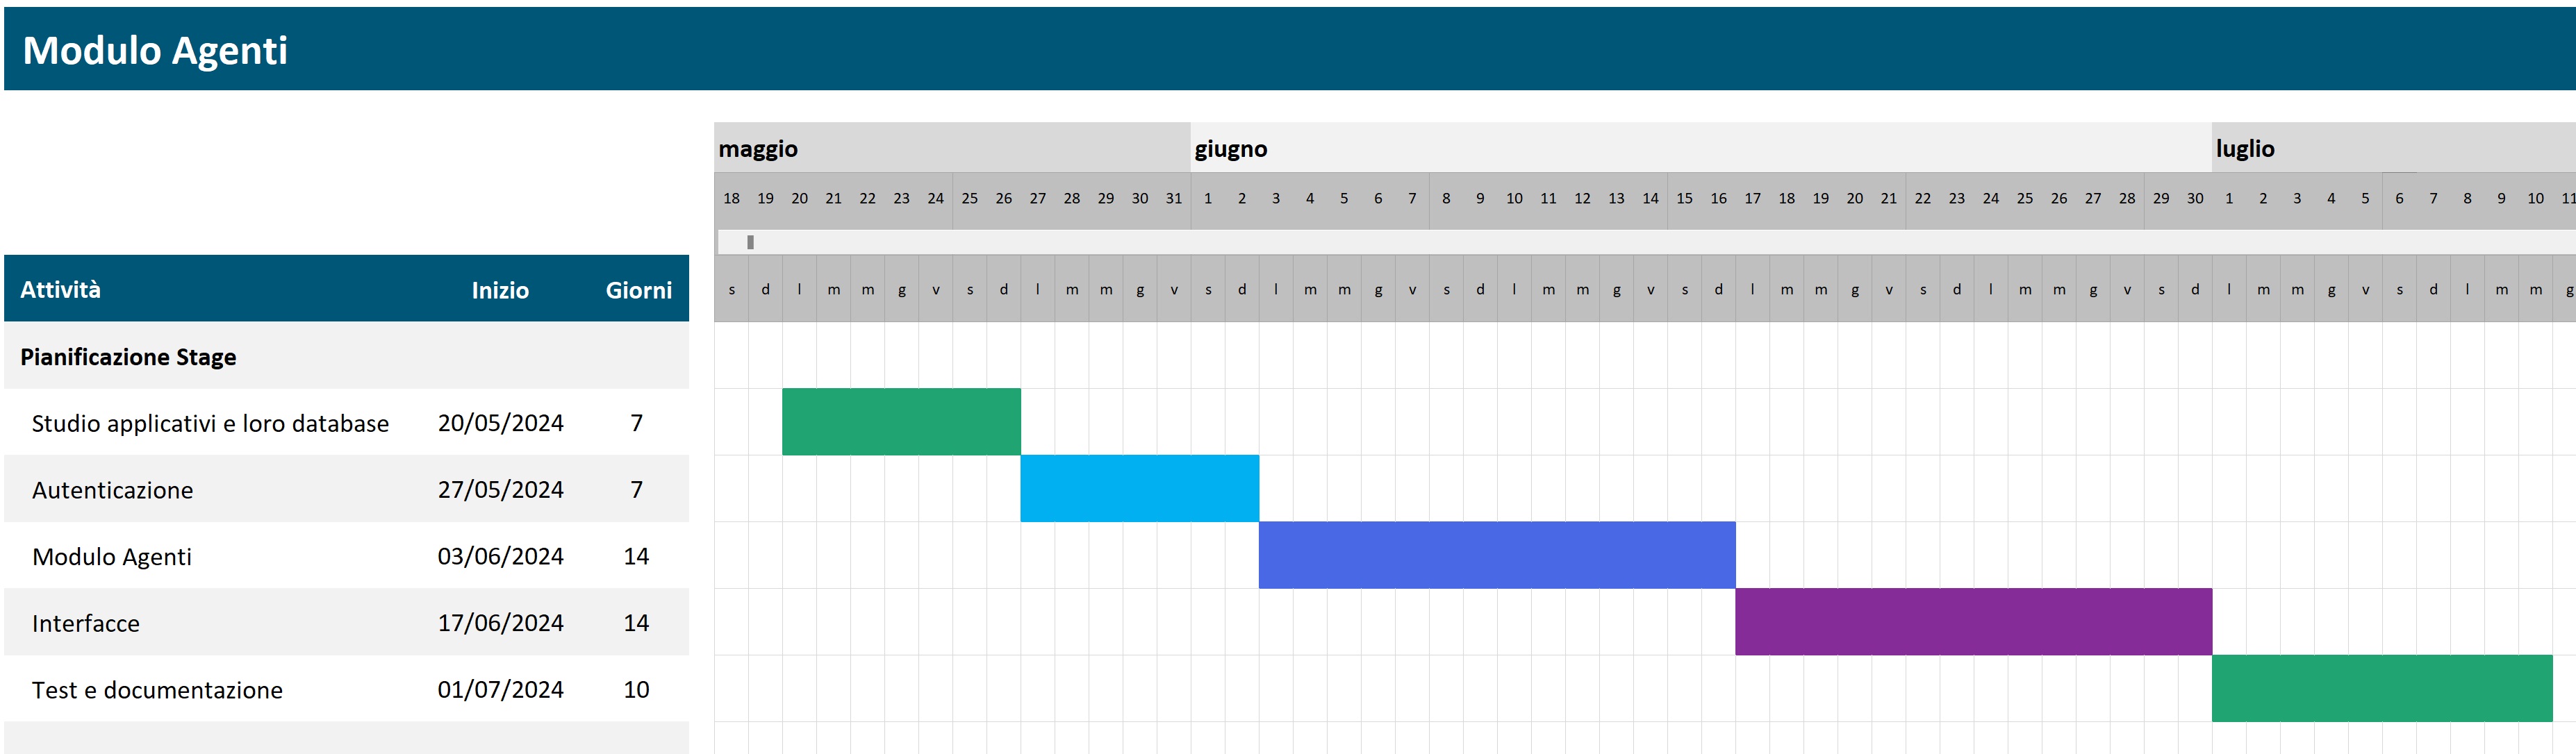 Modulo Agenti
maggio giugno luglio
18 19 20 21 22 23 24 25 26 27 28 29 30 31 1 2 3 4 5 6 7 8 9 10 11 12 13 14 15 16 17 18 19 20 21 22 23 24 25 26 27 28 29 30 1 2 3 4 5 6 7 8 9 10 11
Attività Inizio Giorni s d l m m g v s d l m m g v s d l m m g v s d l m m g v s d l m m g v s d l m m g v s d l m m g v s d l m m g
Pianificazione Stage
Studio applicativi e loro database 20/05/2024 7
Autenticazione 27/05/2024 7
Modulo Agenti 03/06/2024 14
Interfacce 17/06/2024 14
Test e documentazione 01/07/2024 10